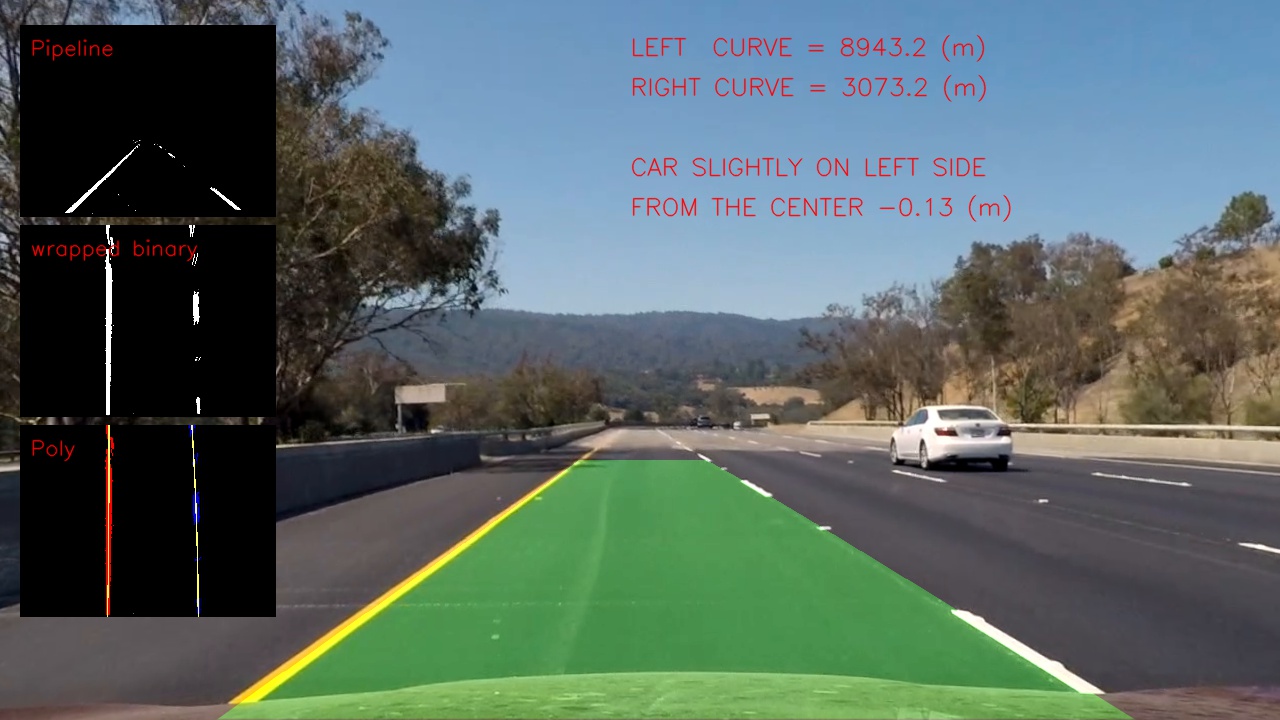 Pipeline
LEFT  CURVE = 8943.2 (m)
RIGHT CURVE = 3073.2 (m)
CAR SLIGHTLY ON LEFT SIDE
FROM THE CENTER -0.13 (m)
wrapped binary
Poly